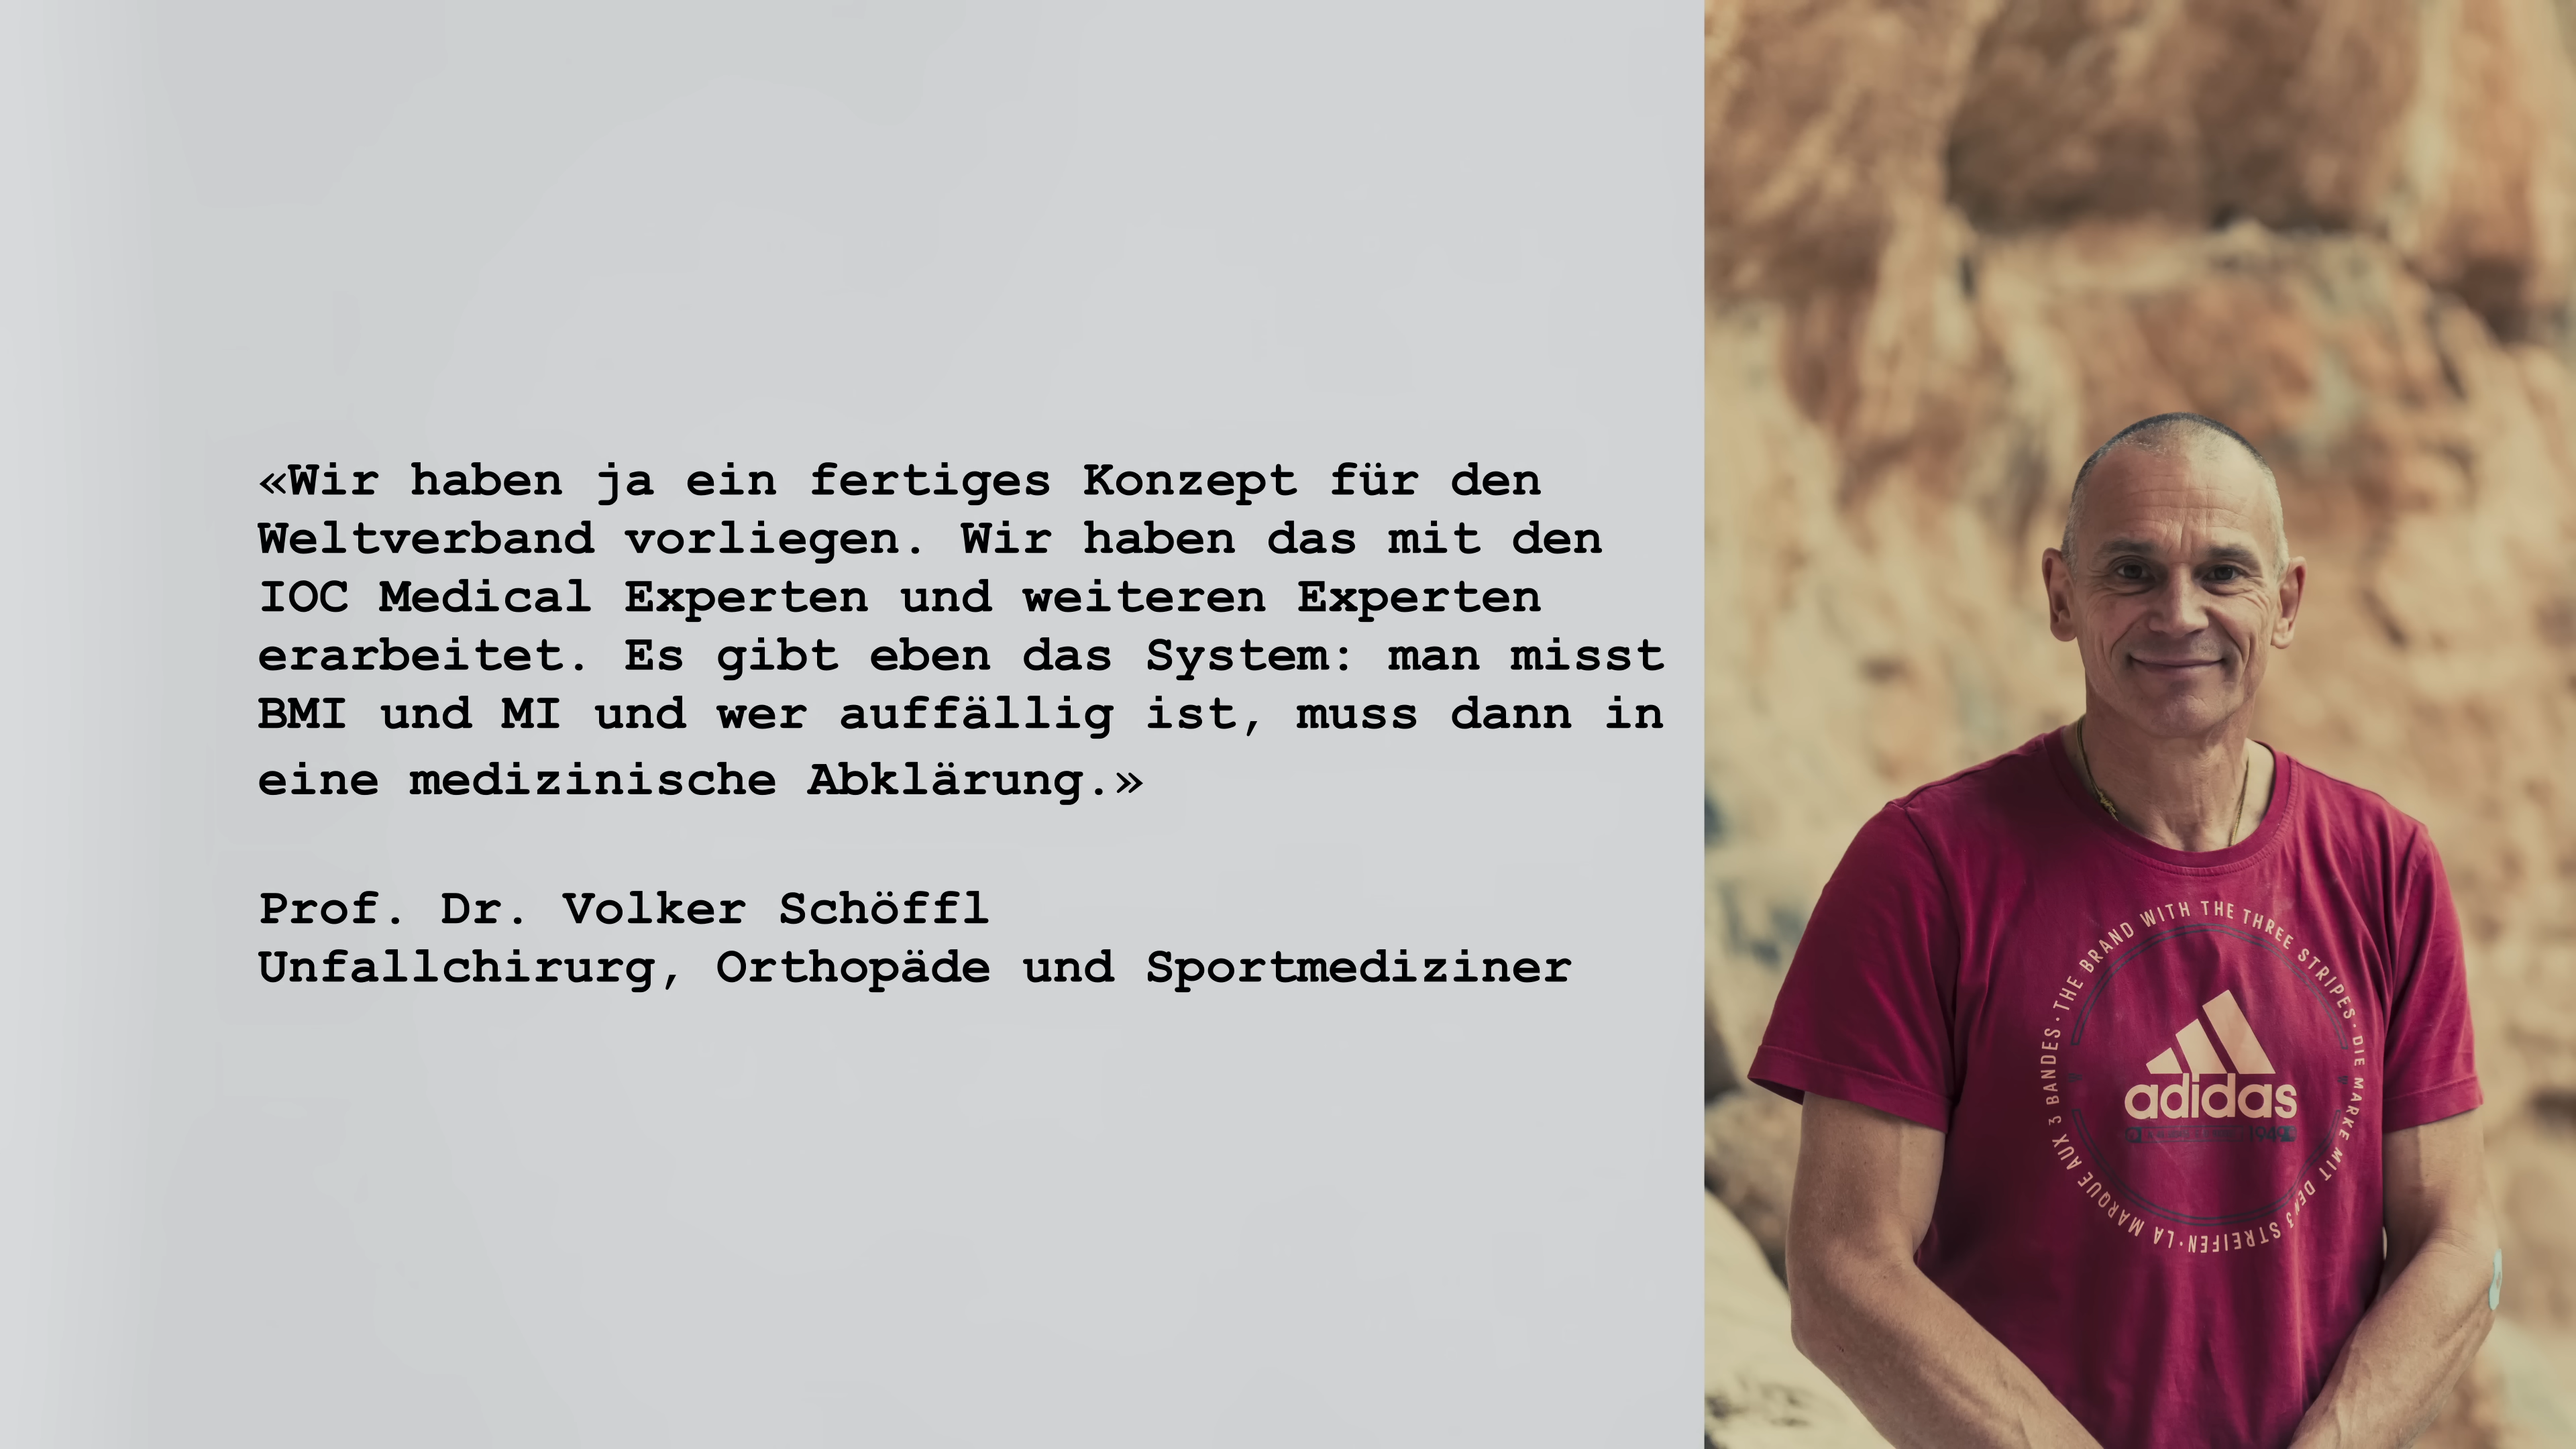 «Wir haben ja ein fertiges Konzept für den
Weltverband vorliegen. Wir haben das mit den
IOC Medical Experten und weiteren Experten
erarbeitet. Es gibt eben das System: man misst
BMI und MI und wer auffällig ist, muss dann in
eine medizinische Abklärung.»
Prof. Dr. Volker Schöffl
Unfallchirurg, Orthopäde und Sportmediziner
THE BRAND WITH THE THREE STRIPES · DIE MARKE MIT DEN 3 STREIFEN · LA MARQUE AUX 3 BANDES ·
adidas